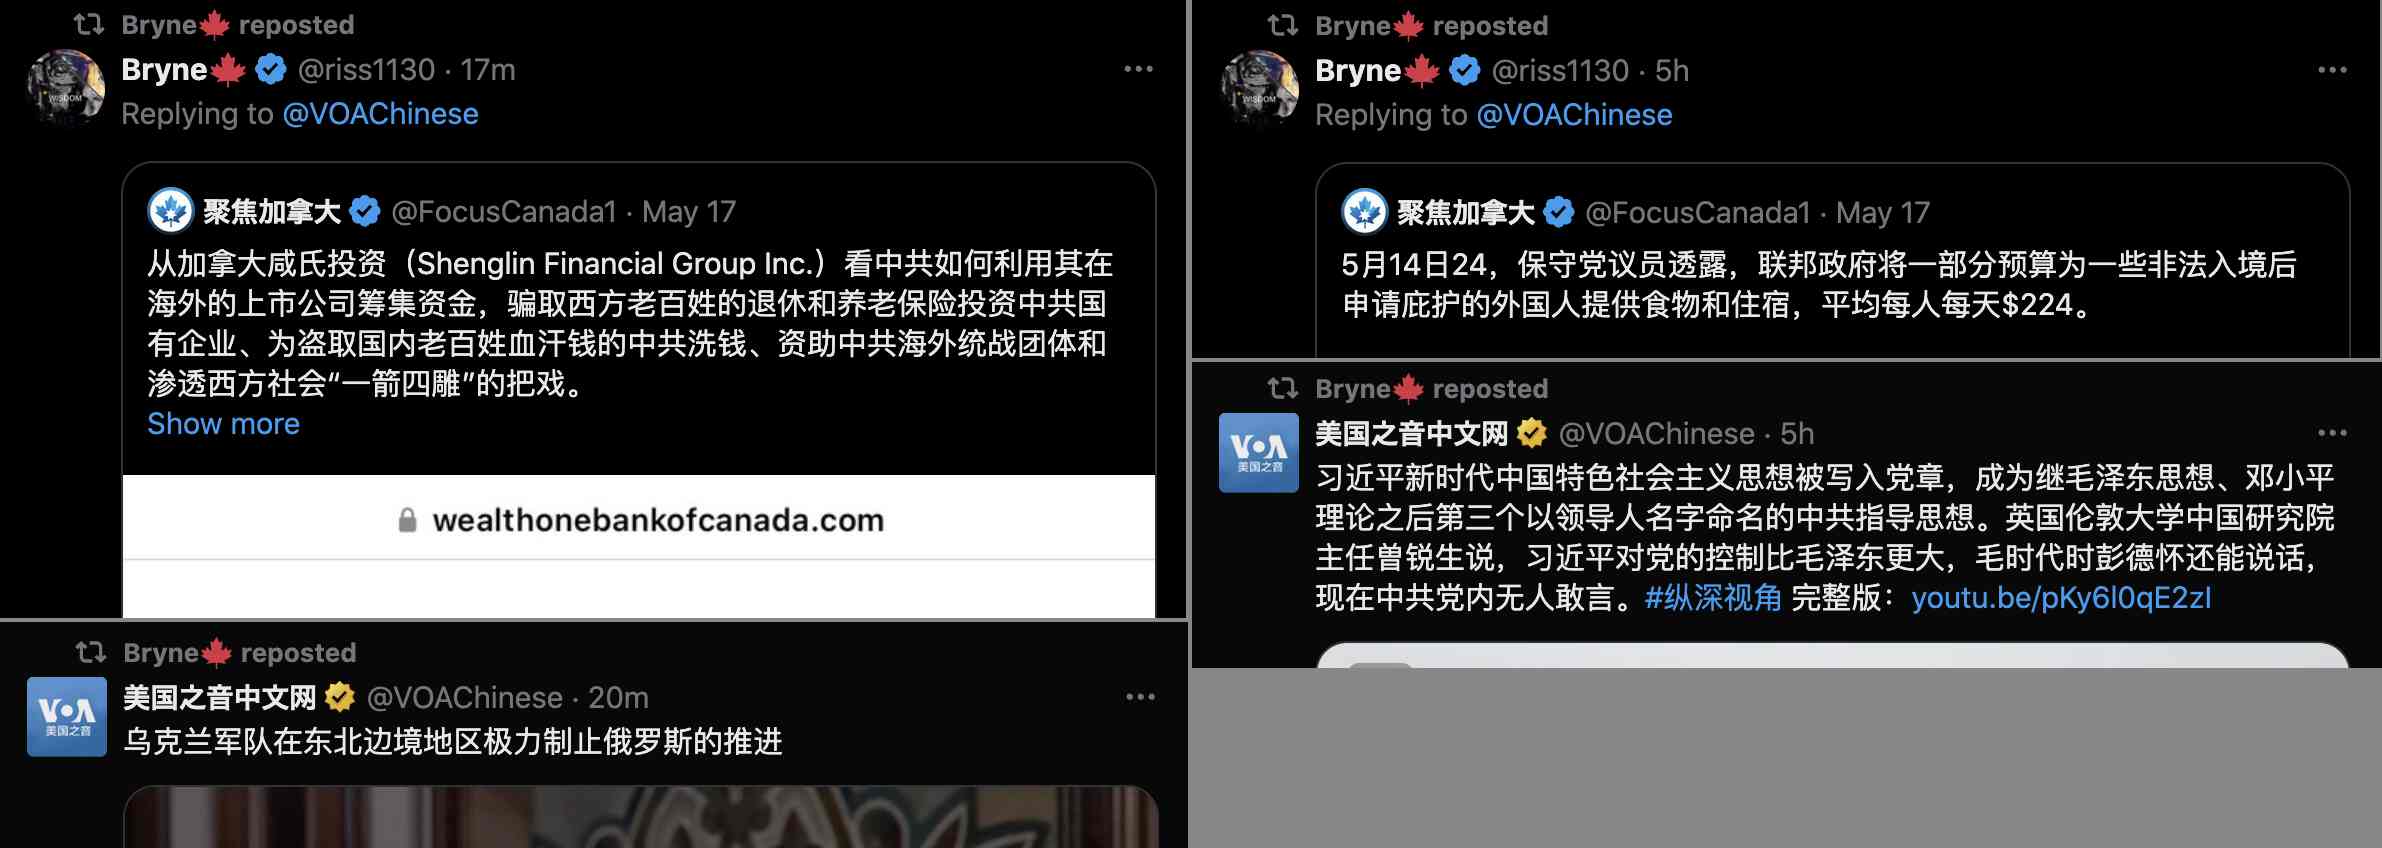 Bryne🍁 reposted
Bryne🍁 @riss1130 · 17m
WISDOM
Replying to @VOAChinese
聚焦加拿大 @FocusCanada1 · May 17
从加拿大咸氏投资（Shenglin Financial Group Inc.）看中共如何利用其在
海外的上市公司筹集资金，骗取西方老百姓的退休和养老保险投资中共国
有企业、为盗取国内老百姓血汗钱的中共洗钱、资助中共海外统战团体和
渗透西方社会“一箭四雕”的把戏。
Show more
wealthonebankofcanada.com
Bryne🍁 reposted
美国之音中文网 @VOAChinese · 20m
VOA
美国之音
乌克兰军队在东北边境地区极力制止俄罗斯的推进
Bryne🍁 reposted
Bryne🍁 @riss1130 · 5h
WISDOM
Replying to @VOAChinese
聚焦加拿大 @FocusCanada1 · May 17
5月14日24，保守党议员透露，联邦政府将一部分预算为一些非法入境后
申请庇护的外国人提供食物和住宿，平均每人每天$224。
Bryne🍁 reposted
美国之音中文网 @VOAChinese · 5h
VOA
美国之音
习近平新时代中国特色社会主义思想被写入党章，成为继毛泽东思想、邓小平
理论之后第三个以领导人名字命名的中共指导思想。英国伦敦大学中国研究院
主任曾锐生说，习近平对党的控制比毛泽东更大，毛时代时彭德怀还能说话，
现在中共党内无人敢言。#纵深视角 完整版：youtu.be/pKy6l0qE2zI